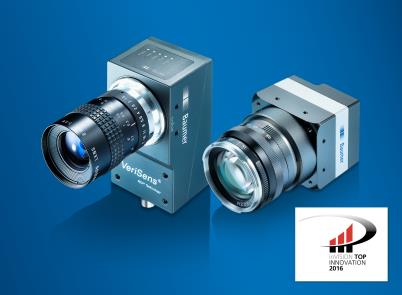 Baumer
VeriSens®
Baumer
inVISION TOP
INNOVATION
2016